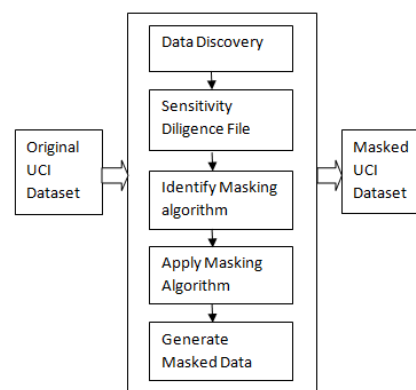 Data Discovery
Sensitivity
Diligence File
Original
UCI
Dataset
Masked
UCI
Dataset
Identify Masking
algorithm
Apply Masking
Algorithm
Generate
Masked Data